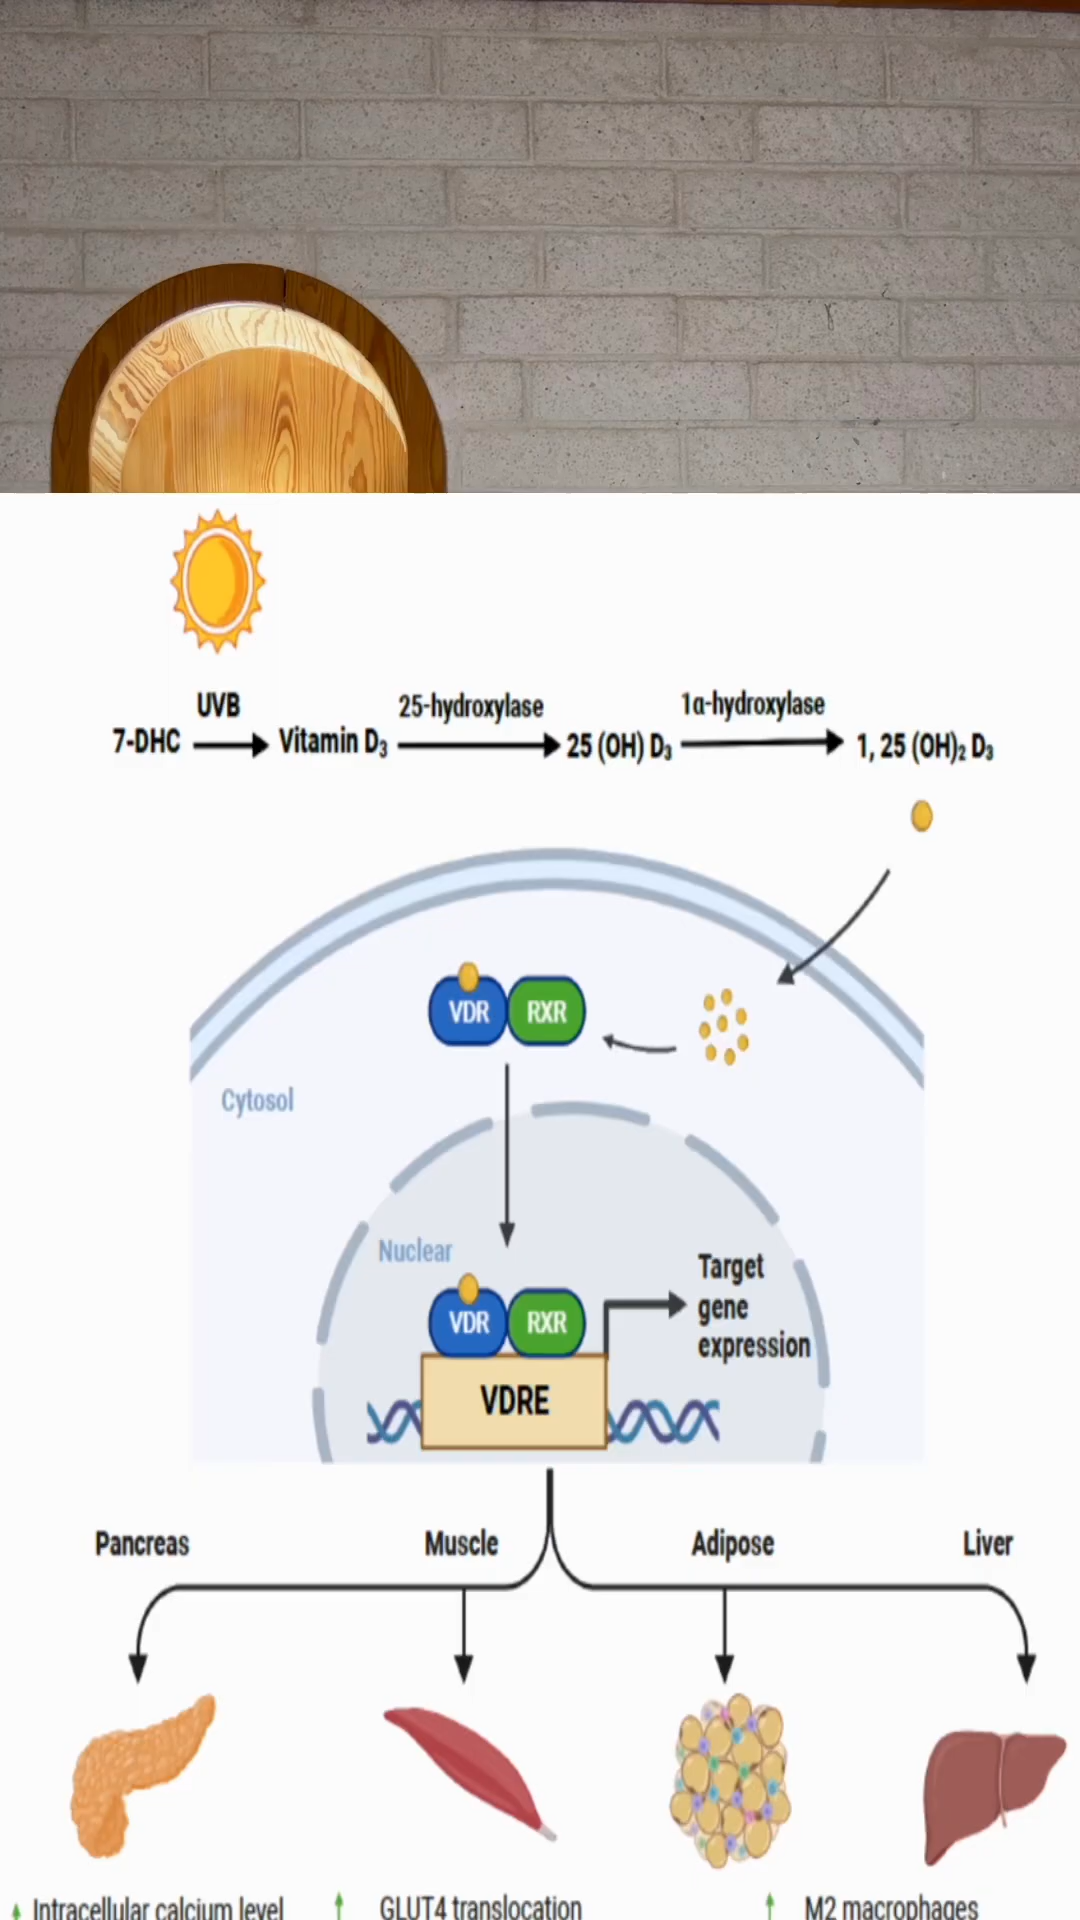 UVB
25-hydroxylase
1α-hydroxylase
7-DHC
Vitamin D₃
25 (OH) D₃
1, 25 (OH)₂ D₃
VDR
RXR
Cytosol
Nuclear
Target
gene
expression
VDR
RXR
VDRE
Pancreas
Muscle
Adipose
Liver
Intracellular calcium level
GLUT4 translocation
M2 macrophages